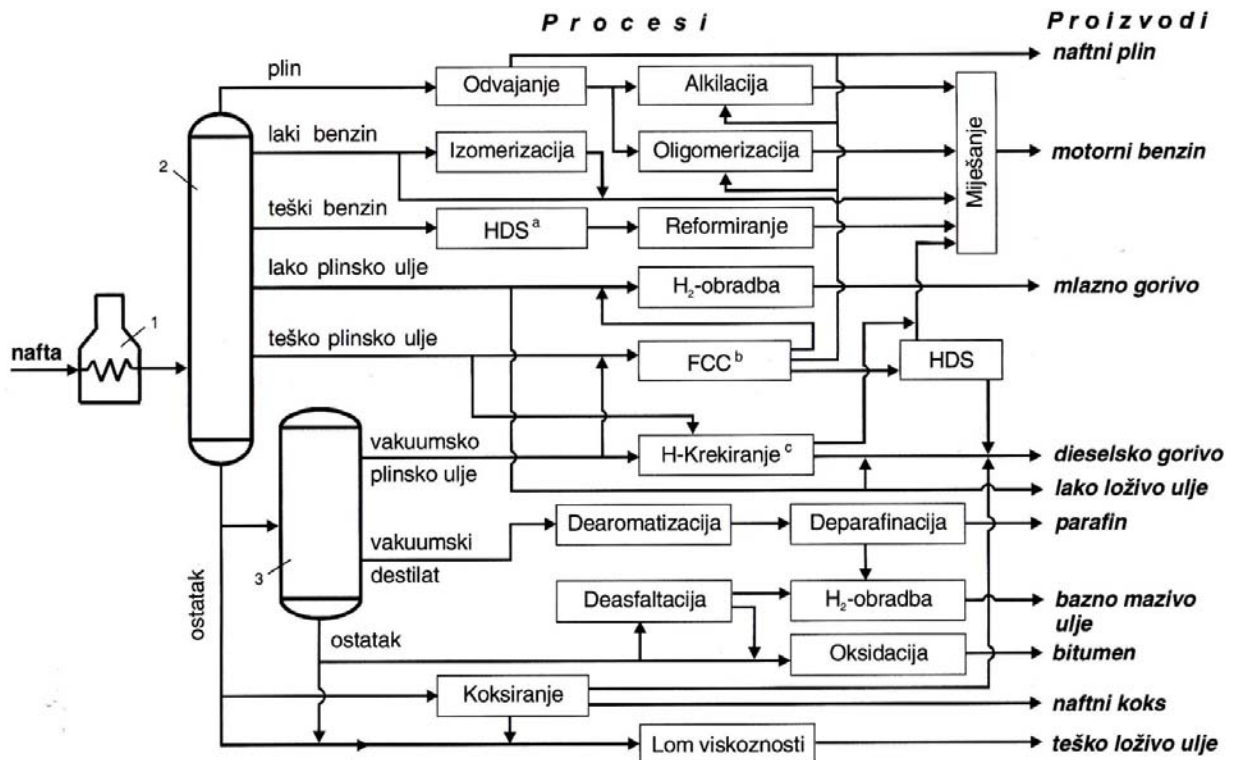 Procesi Proizvodi
plin
Odvajanje
Alkilacija
naftni plin
laki benzin
Izomerizacija
Oligomerizacija
Miješanje
motorni benzin
2
teški benzin
HDS a
Reformiranje
lako plinsko ulje
H2-obradba
mlazno gorivo
1
nafta
teško plinsko ulje
FCC b
HDS
vakuumsko
plinsko ulje
H-Krekiranje c
dieselsko gorivo
lako loživo ulje
3
vakuumski
destilat
Dearomatizacija
Deparafinacija
parafin
ostatak
ostatak
Deasfaltacija
H2-obradba
bazno mazivo
ulje
Oksidacija
bitumen
Koksiranje
naftni koks
Lom viskoznosti
teško loživo ulje